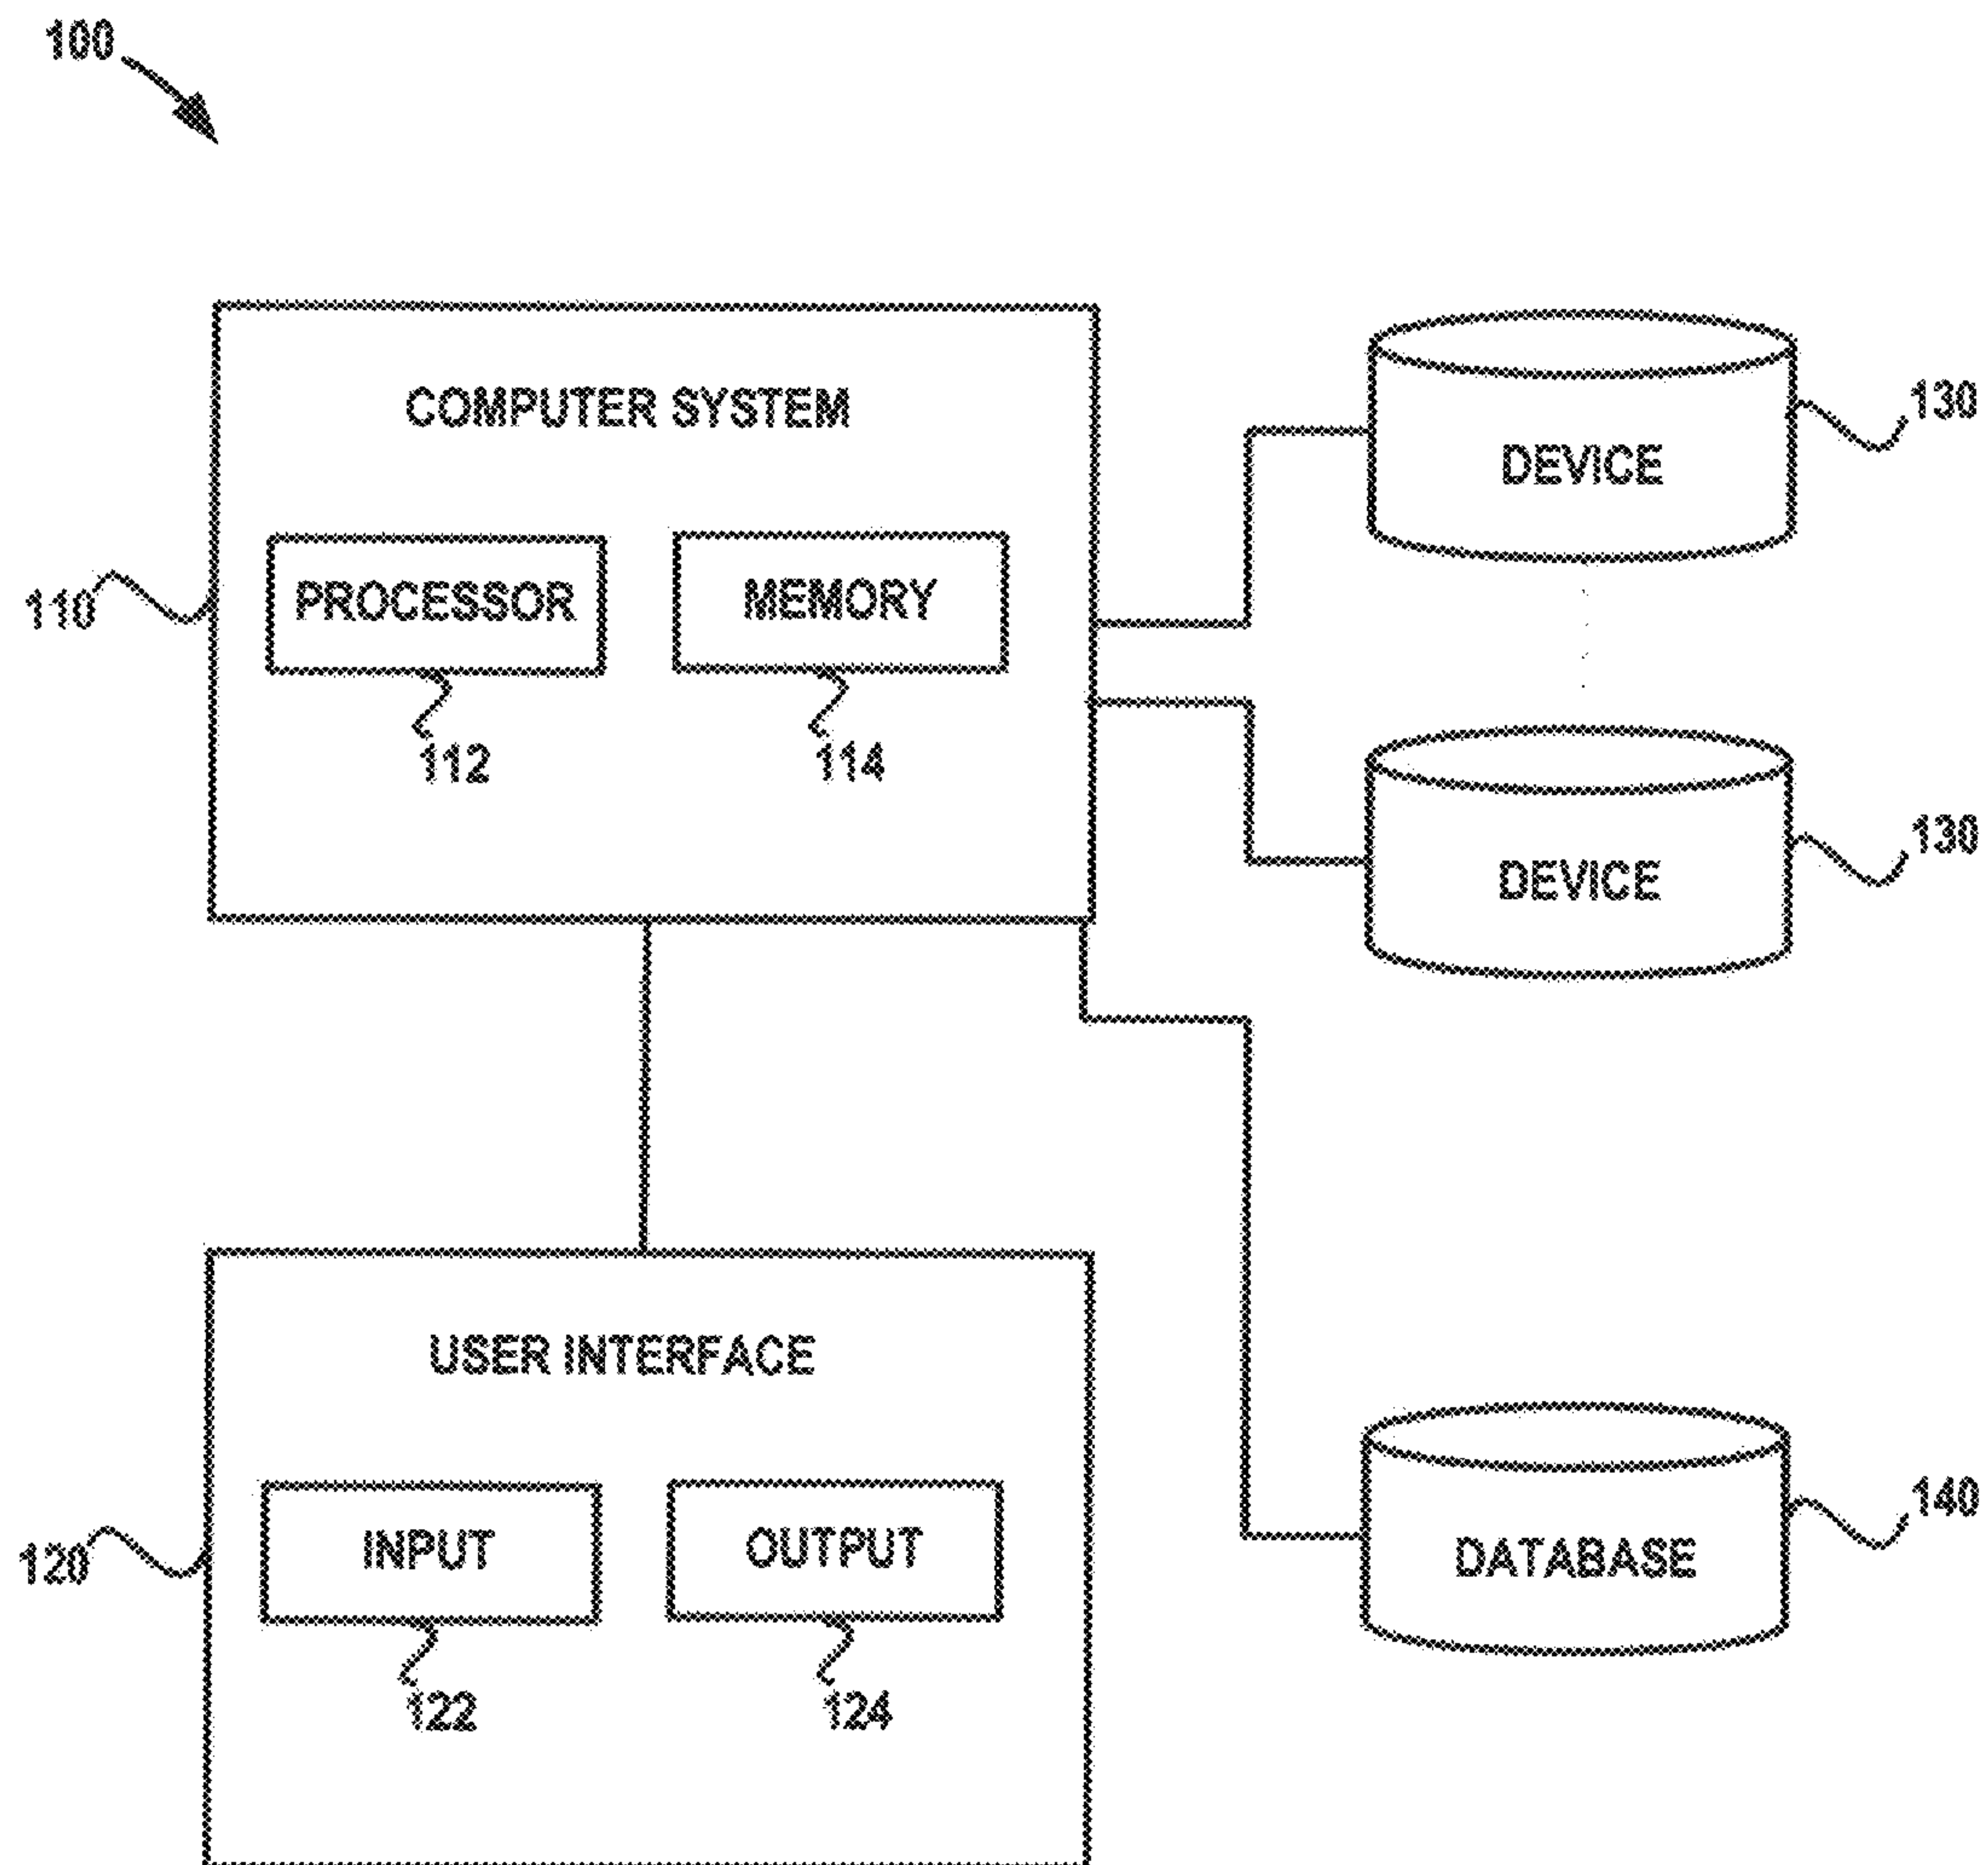 100
COMPUTER SYSTEM
130
DEVICE
110
PROCESSOR
MEMORY
112
114
130
DEVICE
USER INTERFACE
120
INPUT
OUTPUT
140
DATABASE
122
124